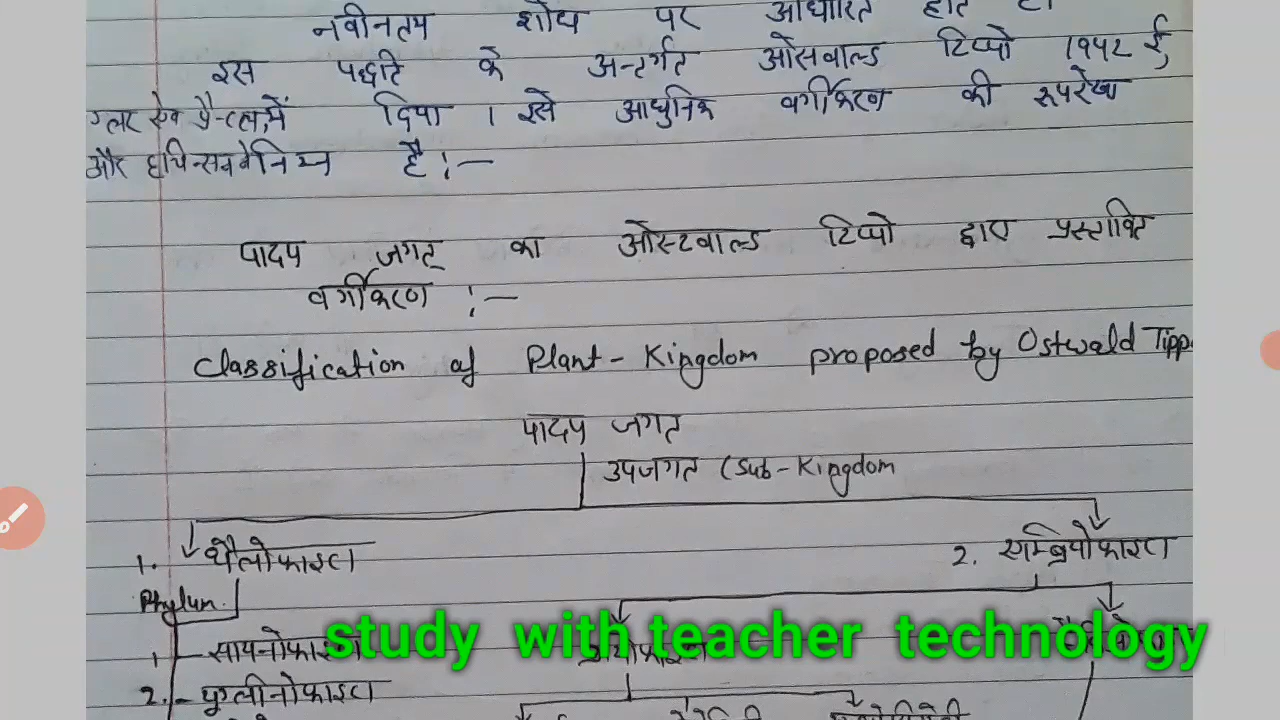 नवीनतम शोध पर आधारित होते है।
इस पद्धति के अन्तर्गत ओसवाल्ड टिप्पो १९४२ ई,
दिया । इसे आधुनिक वर्गीकरण की रूपरेखा
और है :—
पादप जगत् का ओस्टवाल्ड टिप्पो द्वारा प्रस्तावित
वर्गीकरण :—
Classification of Plant-Kingdom proposed by Ostwald Tipp
पादप जगत
उपजगत (Sub-Kingdom
1. थैलोफाइटा
2. एम्ब्रियोफाइटा
Phylum.
1 - सायनोफाइटा
study with teacher technology
2. - युग्लीनोफाइटा